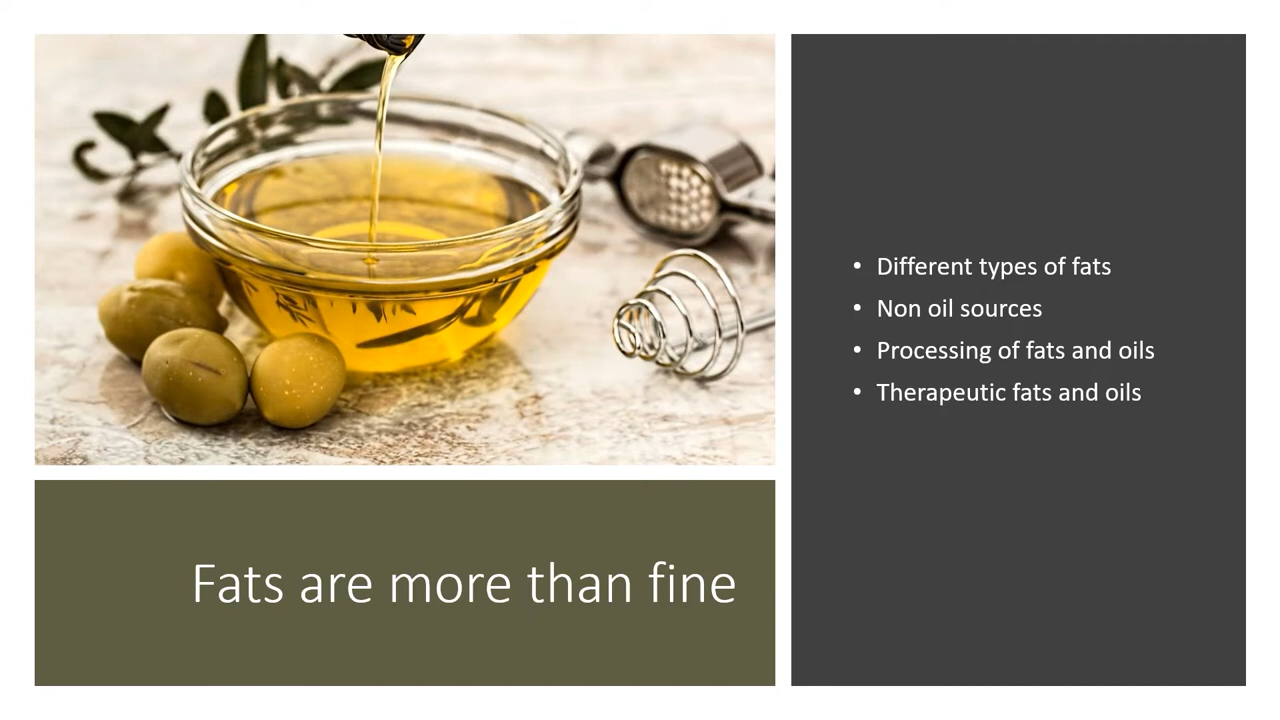 Fats are more than fine
• Different types of fats
• Non oil sources
• Processing of fats and oils
• Therapeutic fats and oils